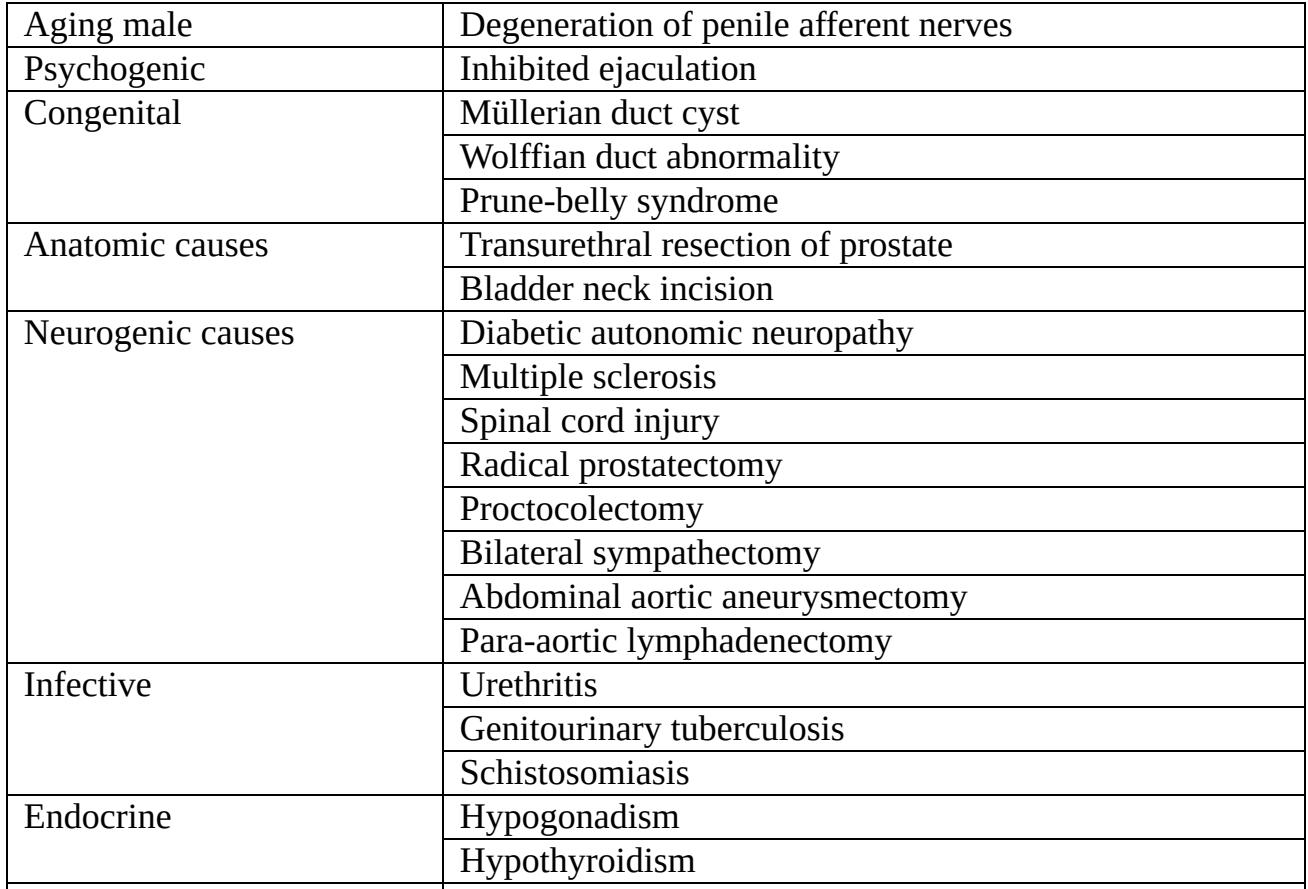 Aging male Degeneration of penile afferent nerves
Psychogenic Inhibited ejaculation
Congenital Müllerian duct cyst
Wolffian duct abnormality
Prune-belly syndrome
Anatomic causes Transurethral resection of prostate
Bladder neck incision
Neurogenic causes Diabetic autonomic neuropathy
Multiple sclerosis
Spinal cord injury
Radical prostatectomy
Proctocolectomy
Bilateral sympathectomy
Abdominal aortic aneurysmectomy
Para-aortic lymphadenectomy
Infective Urethritis
Genitourinary tuberculosis
Schistosomiasis
Endocrine Hypogonadism
Hypothyroidism